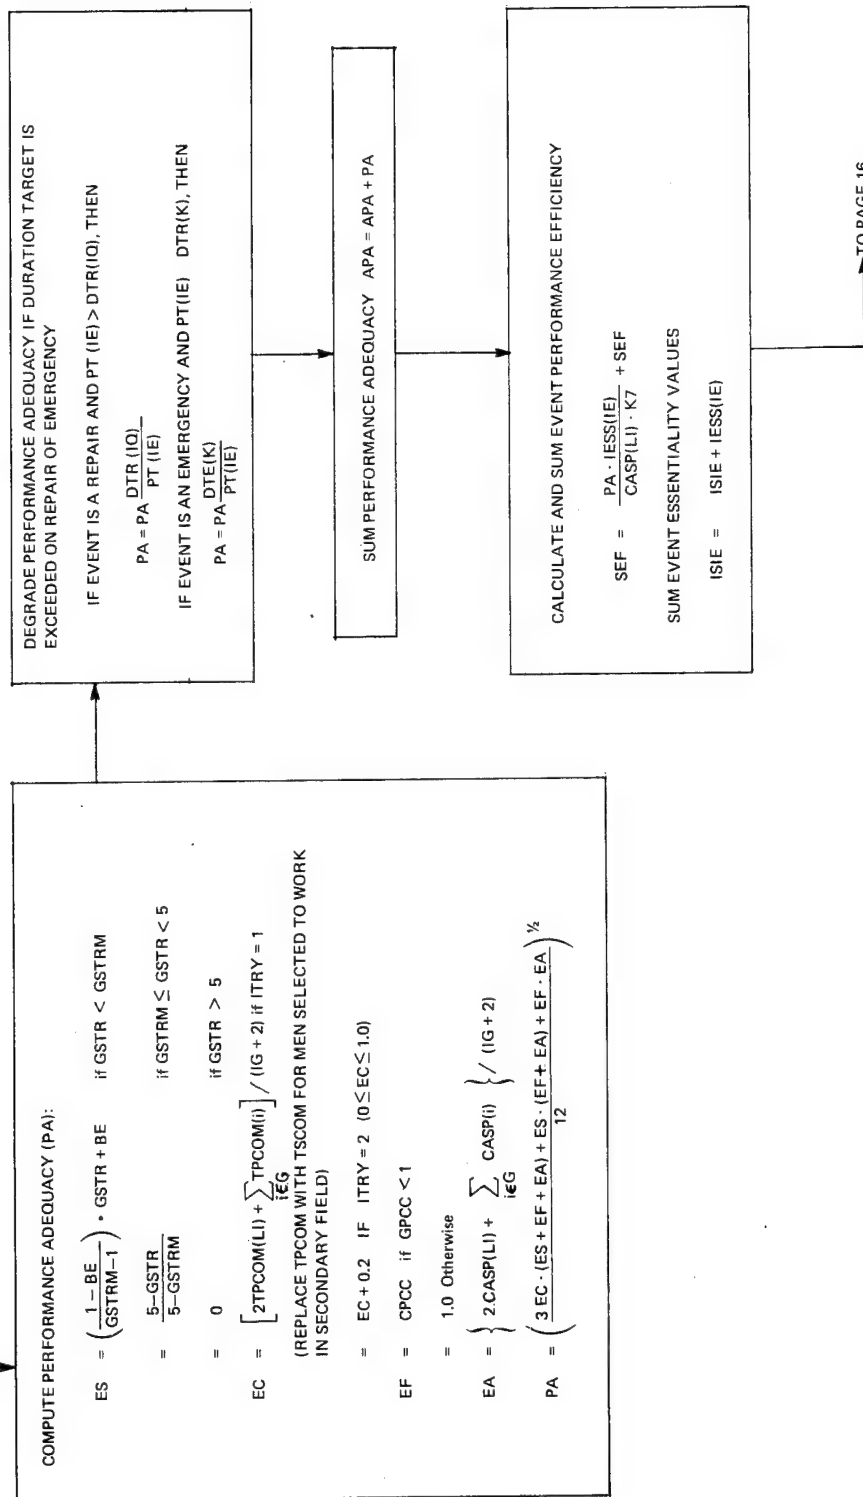 COMPUTE PERFORMANCE ADEQUACY (PA):
ES = ( (1 − BE) / (GSTRM−1) ) • GSTR + BE if GSTR < GSTRM
= (5−GSTR) / (5−GSTRM) if GSTRM ≤ GSTR < 5
= 0 if GSTR > 5
EC = [ 2TPCOM(LI) + ∑ i∈G TPCOM(i) ] / (IG + 2) if ITRY = 1
(REPLACE TPCOM WITH TSCOM FOR MEN SELECTED TO WORK
IN SECONDARY FIELD)
= EC + 0.2 IF ITRY = 2 (0 ≤ EC ≤ 1.0)
EF = CPCC if GPCC < 1
= 1.0 Otherwise
EA = } 2.CASP(LI) + ∑ i∈G CASP(i) } / (IG + 2)
PA = ( (3 EC · (ES + EF + EA) + ES · (EF + EA) + EF · EA) / 12 ) ½
DEGRADE PERFORMANCE ADEQUACY IF DURATION TARGET IS
EXCEEDED ON REPAIR OF EMERGENCY
IF EVENT IS A REPAIR AND PT (IE) > DTR(IQ), THEN
PA = PA DTR (IQ) / PT (IE)
IF EVENT IS AN EMERGENCY AND PT(IE) DTR(K), THEN
PA = PA DTE(K) / PT(IE)
SUM PERFORMANCE ADEQUACY APA = APA + PA
CALCULATE AND SUM EVENT PERFORMANCE EFFICIENCY
SEF = (PA · IESS(IE)) / (CASP(LI) · K7) + SEF
SUM EVENT ESSENTIALITY VALUES
ISIE = ISIE + IESS(IE)
TO PAGE 16